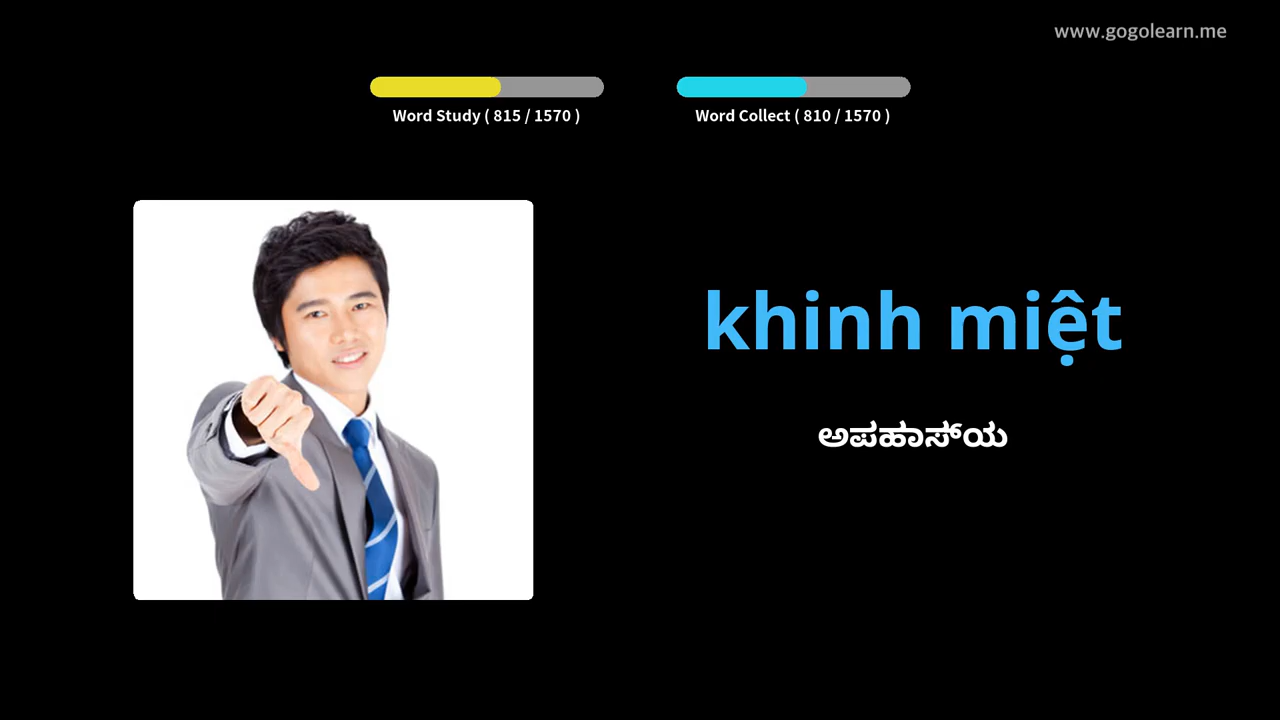 www.gogolearn.me
Word Study ( 815 / 1570 )
Word Collect ( 810 / 1570 )
khinh miệt
ಅಪಹಾಸ್ಯ